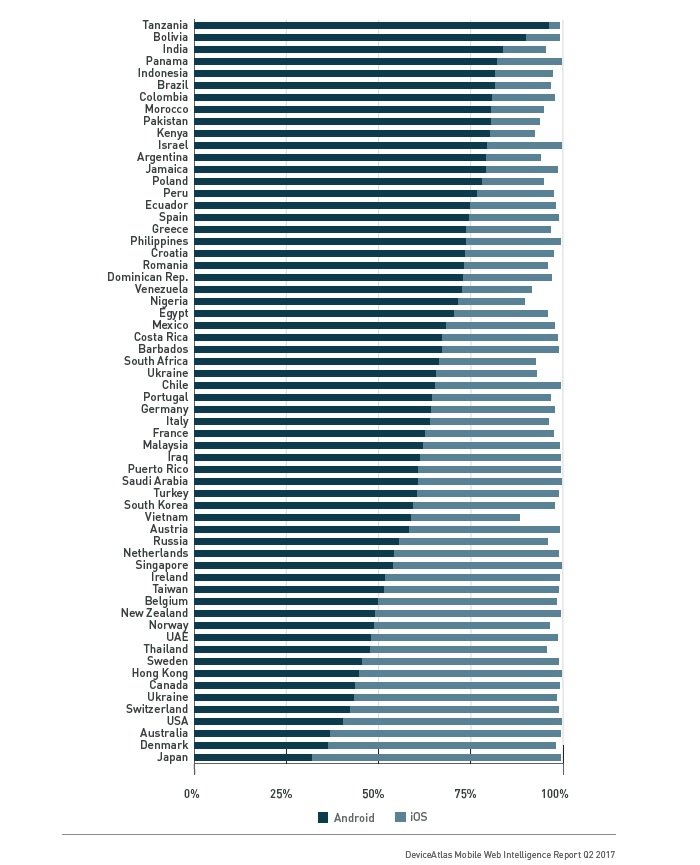 Tanzania
Bolivia
India
Panama
Indonesia
Brazil
Colombia
Morocco
Pakistan
Kenya
Israel
Argentina
Jamaica
Poland
Peru
Ecuador
Spain
Greece
Philippines
Croatia
Romania
Dominican Rep.
Venezuela
Nigeria
Egypt
Mexico
Costa Rica
Barbados
South Africa
Ukraine
Chile
Portugal
Germany
Italy
France
Malaysia
Iraq
Puerto Rico
Saudi Arabia
Turkey
South Korea
Vietnam
Austria
Russia
Netherlands
Singapore
Ireland
Taiwan
Belgium
New Zealand
Norway
UAE
Thailand
Sweden
Hong Kong
Canada
Ukraine
Switzerland
USA
Australia
Denmark
Japan
0% 25% 50% 75% 100%
Android iOS
DeviceAtlas Mobile Web Intelligence Report Q2 2017